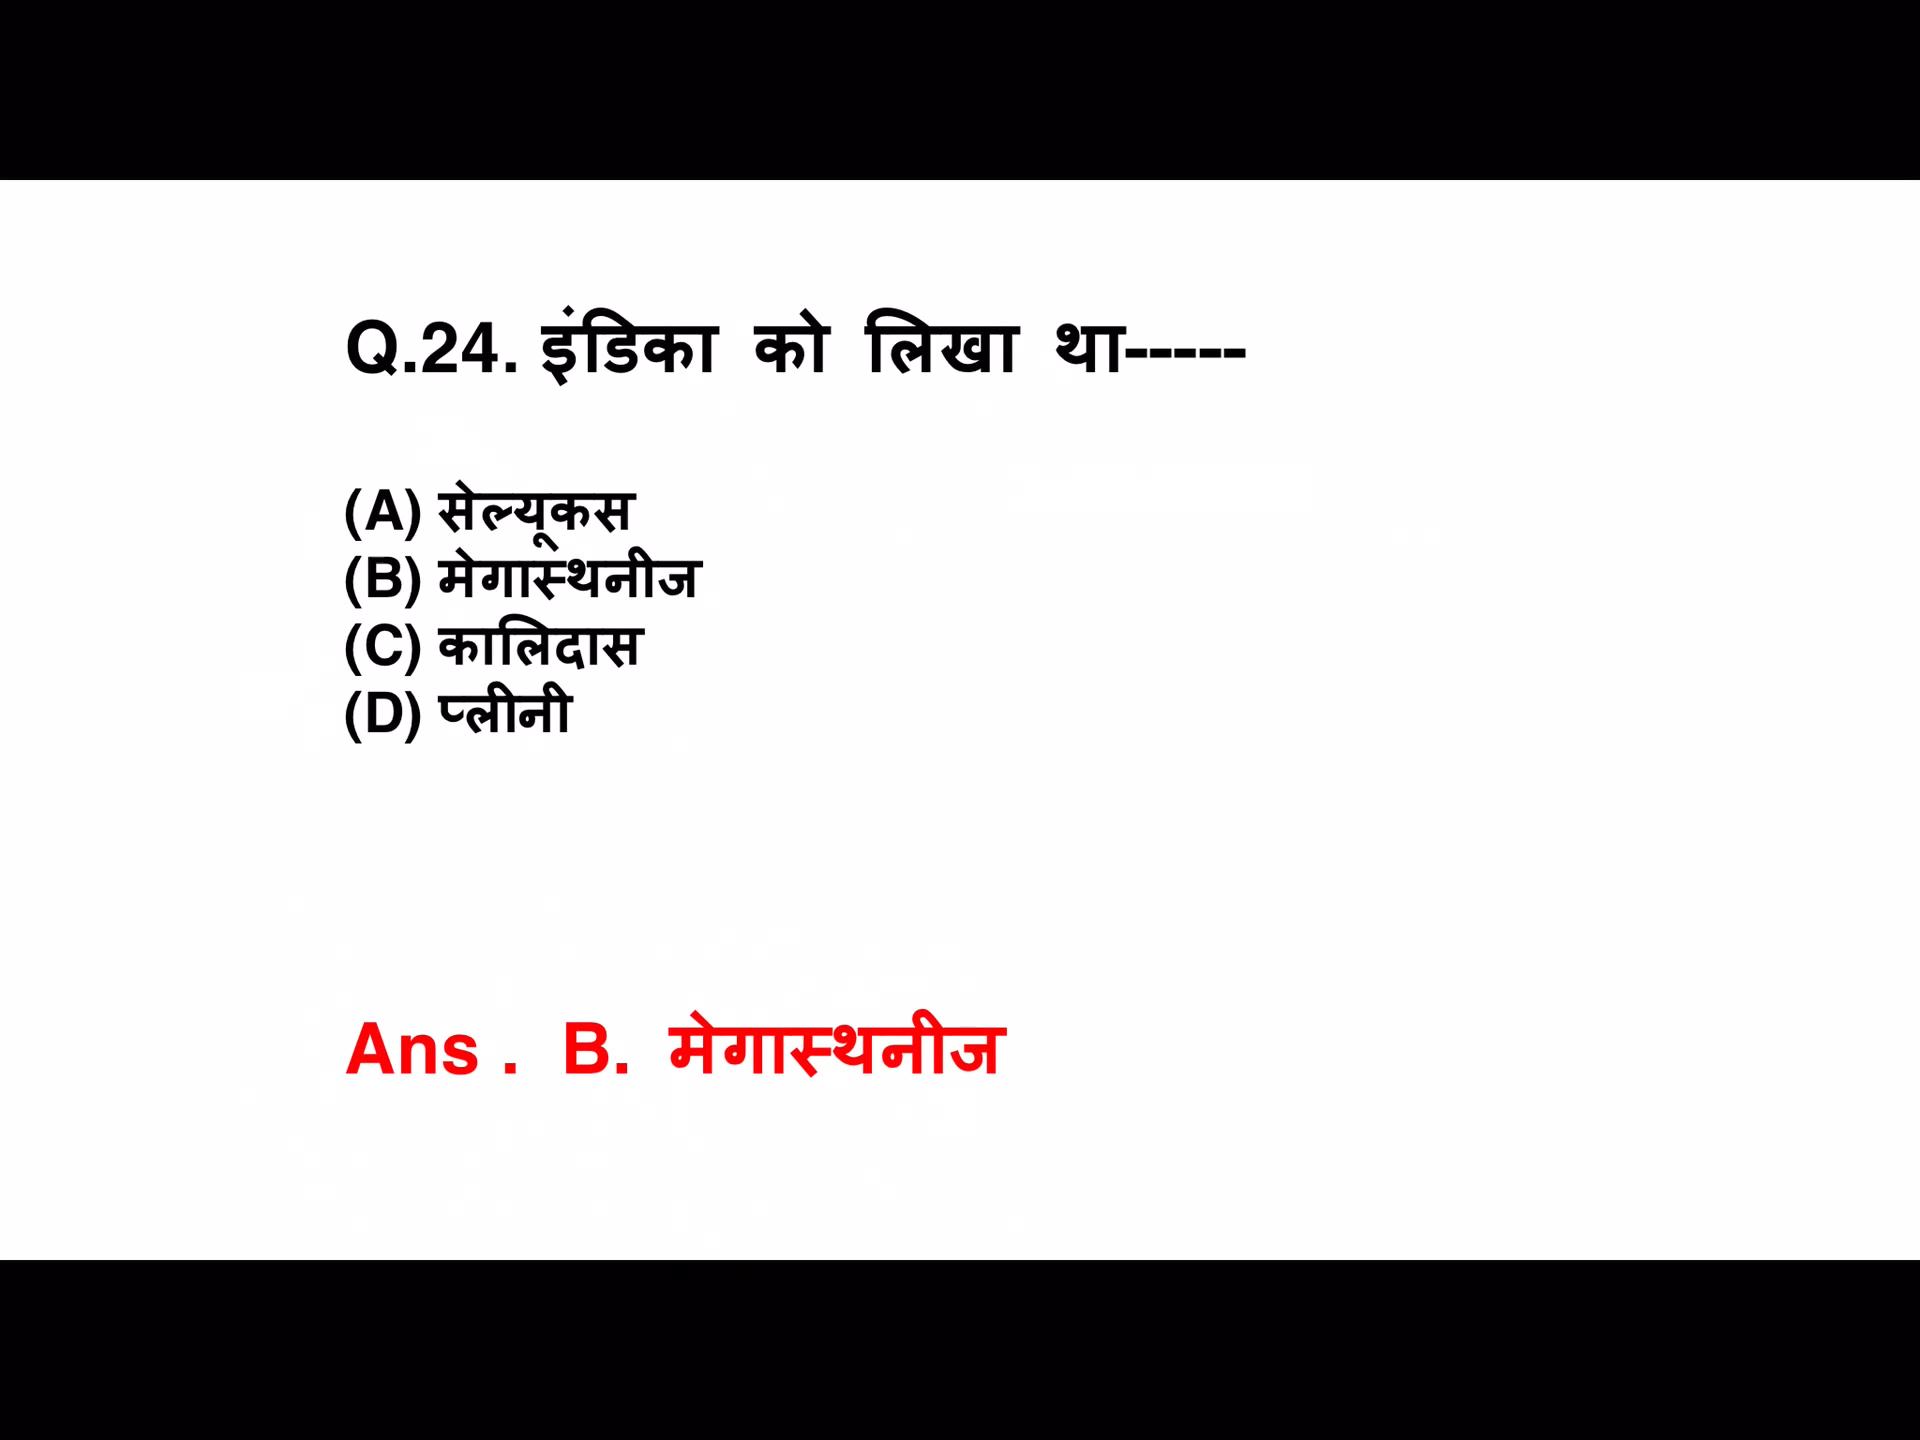 Q.24. इंडिका को लिखा था-----
(A) सेल्यूकस
(B) मेगास्थनीज
(C) कालिदास
(D) प्लीनी
Ans . B. मेगास्थनीज